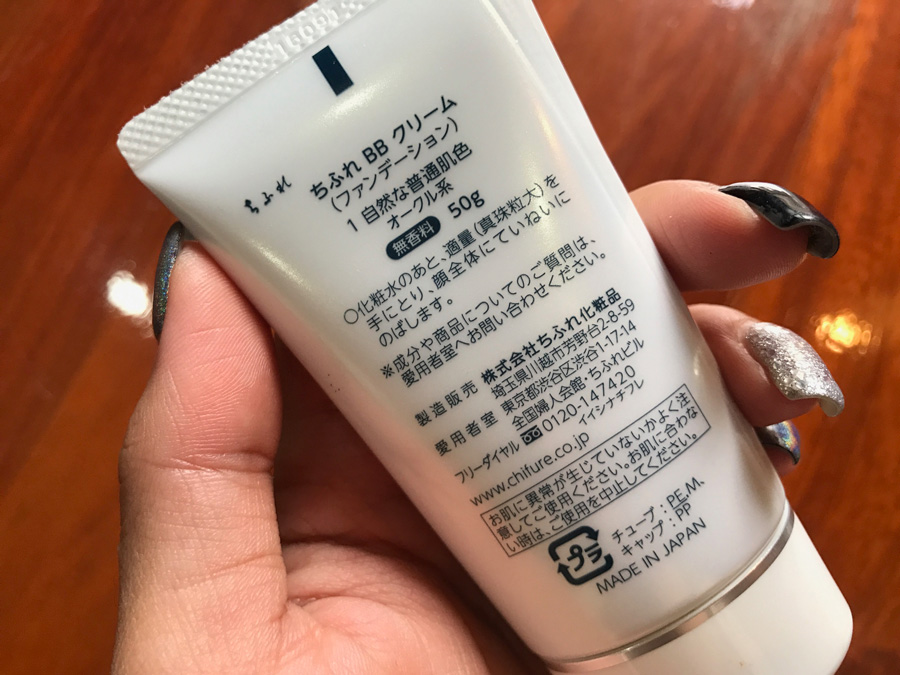 ちふれ
ちふれ BB クリーム
(ファンデーション)
1 自然な普通肌色
オークル系
無香料 50g
○化粧水のあと、適量(真珠粒大)を
手にとり、顔全体にていねいに
のばします。
※成分や商品についてのご質問は、
愛用者室へお問い合わせください。
製造販売 株式会社ちふれ化粧品
埼玉県川越市芳野台2-8-59
愛用者室 東京都渋谷区渋谷1-17-14
全国婦人会館・ちふれビル
フリーダイヤル 0120-147420
イイシナチフレ
www.chifure.co.jp
お肌に異常が生じていないかよく注
意してご使用ください。お肌に合わな
い時は、ご使用を中止してください。
プラ
チューブ:PE,M、
キャップ:PP
MADE IN JAPAN